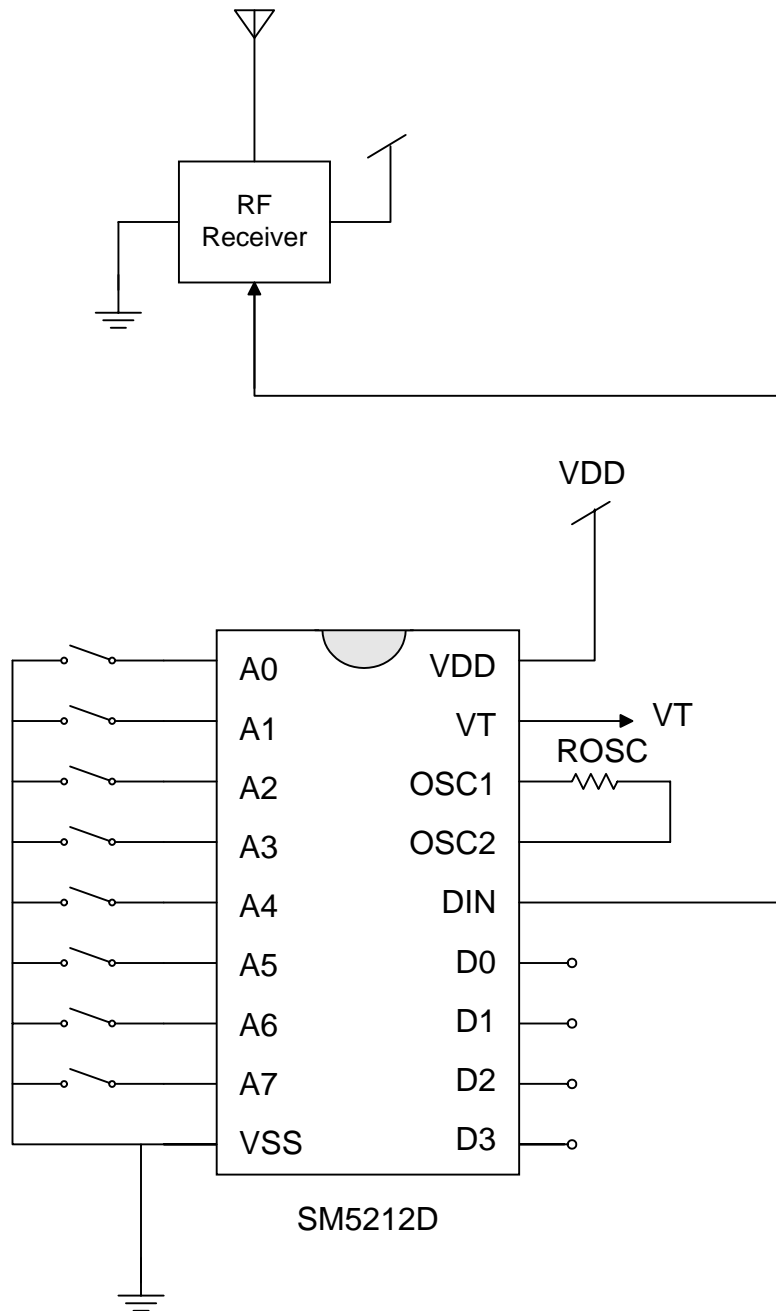 RF
Receiver
VDD
A0
VDD
A1
VT
VT
ROSC
A2
OSC1
A3
OSC2
A4
DIN
A5
D0
A6
D1
A7
D2
VSS
D3
SM5212D